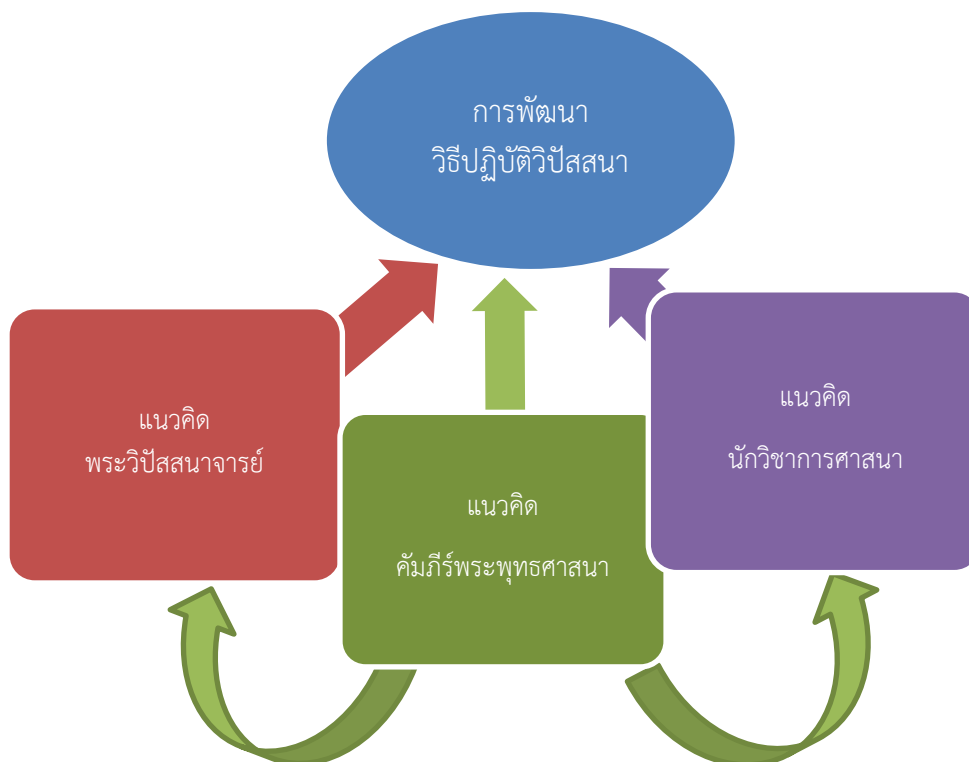 การพัฒนา
วิธีปฏิบัติวิปัสสนา
แนวคิด
พระวิปัสสนาจารย์
แนวคิด
คัมภีร์พระพุทธศาสนา
แนวคิด
นักวิชาการศาสนา